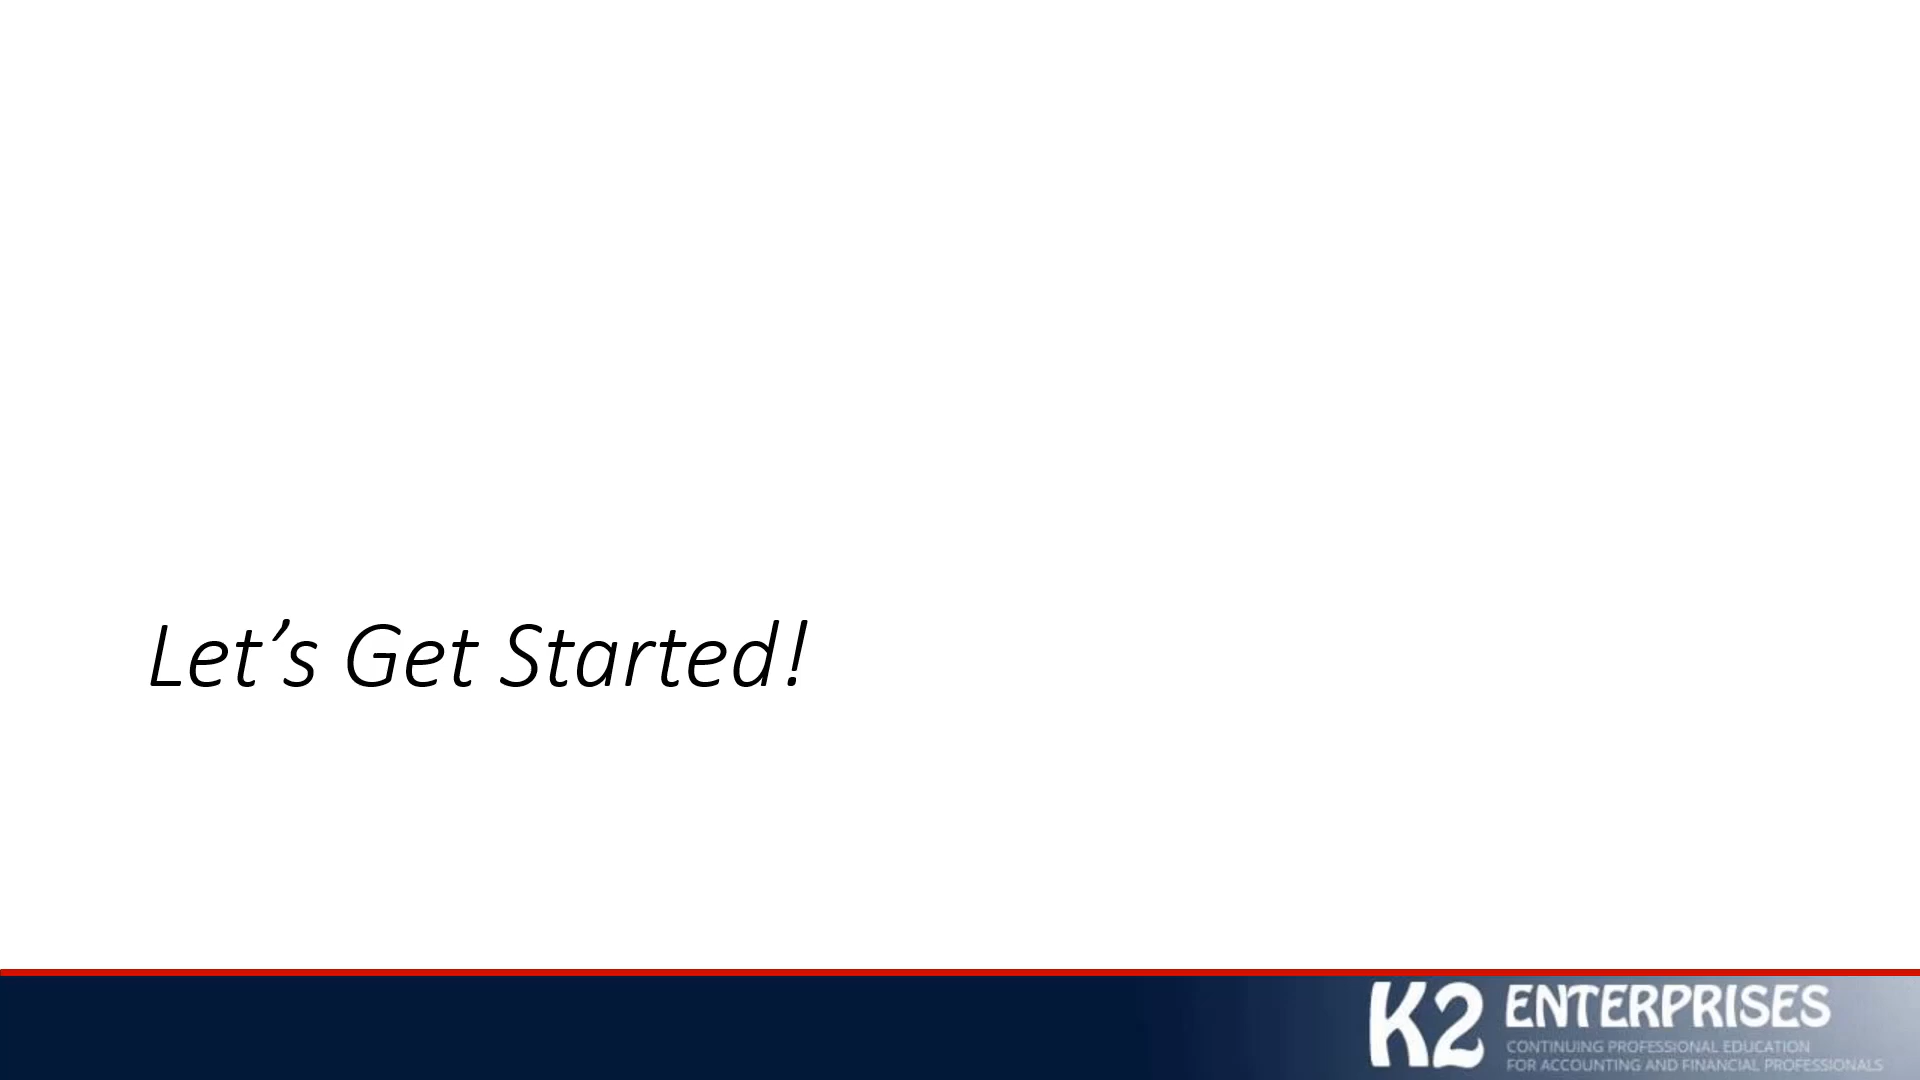 Let’s Get Started!
K2 ENTERPRISES
CONTINUING PROFESSIONAL EDUCATION
FOR ACCOUNTING AND FINANCIAL PROFESSIONALS